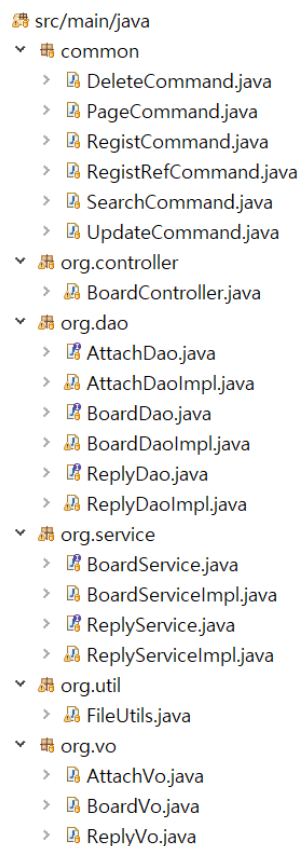 src/main/java
common
DeleteCommand.java
PageCommand.java
RegistCommand.java
RegistRefCommand.java
SearchCommand.java
UpdateCommand.java
org.controller
BoardController.java
org.dao
AttachDao.java
AttachDaoImpl.java
BoardDao.java
BoardDaoImpl.java
ReplyDao.java
ReplyDaoImpl.java
org.service
BoardService.java
BoardServiceImpl.java
ReplyService.java
ReplyServiceImpl.java
org.util
FileUtils.java
org.vo
AttachVo.java
BoardVo.java
ReplyVo.java